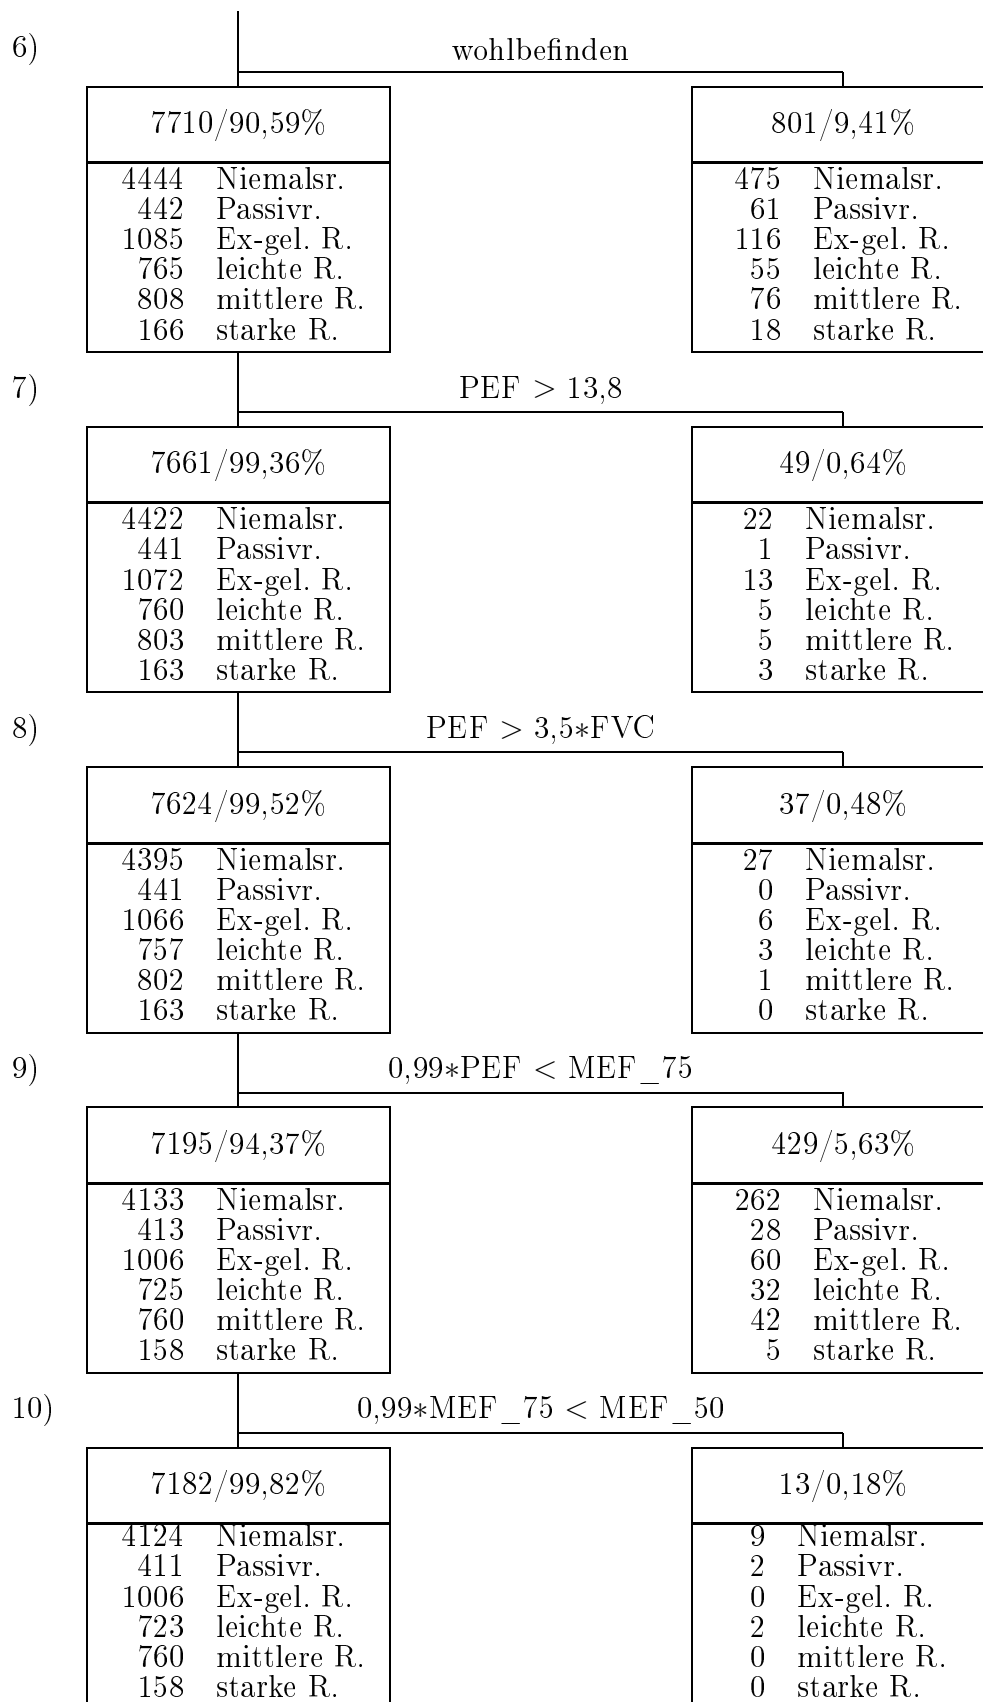 6)
wohlbefinden
7710/90,59%
4444 Niemalsr.
442 Passivr.
1085 Ex-gel. R.
765 leichte R.
808 mittlere R.
166 starke R.
801/9,41%
475 Niemalsr.
61 Passivr.
116 Ex-gel. R.
55 leichte R.
76 mittlere R.
18 starke R.
7)
PEF > 13,8
7661/99,36%
4422 Niemalsr.
441 Passivr.
1072 Ex-gel. R.
760 leichte R.
803 mittlere R.
163 starke R.
49/0,64%
22 Niemalsr.
1 Passivr.
13 Ex-gel. R.
5 leichte R.
5 mittlere R.
3 starke R.
8)
PEF > 3,5*FVC
7624/99,52%
4395 Niemalsr.
441 Passivr.
1066 Ex-gel. R.
757 leichte R.
802 mittlere R.
163 starke R.
37/0,48%
27 Niemalsr.
0 Passivr.
6 Ex-gel. R.
3 leichte R.
1 mittlere R.
0 starke R.
9)
0,99*PEF < MEF_75
7195/94,37%
4133 Niemalsr.
413 Passivr.
1006 Ex-gel. R.
725 leichte R.
760 mittlere R.
158 starke R.
429/5,63%
262 Niemalsr.
28 Passivr.
60 Ex-gel. R.
32 leichte R.
42 mittlere R.
5 starke R.
10)
0,99*MEF_75 < MEF_50
7182/99,82%
4124 Niemalsr.
411 Passivr.
1006 Ex-gel. R.
723 leichte R.
760 mittlere R.
158 starke R.
13/0,18%
9 Niemalsr.
2 Passivr.
0 Ex-gel. R.
2 leichte R.
0 mittlere R.
0 starke R.